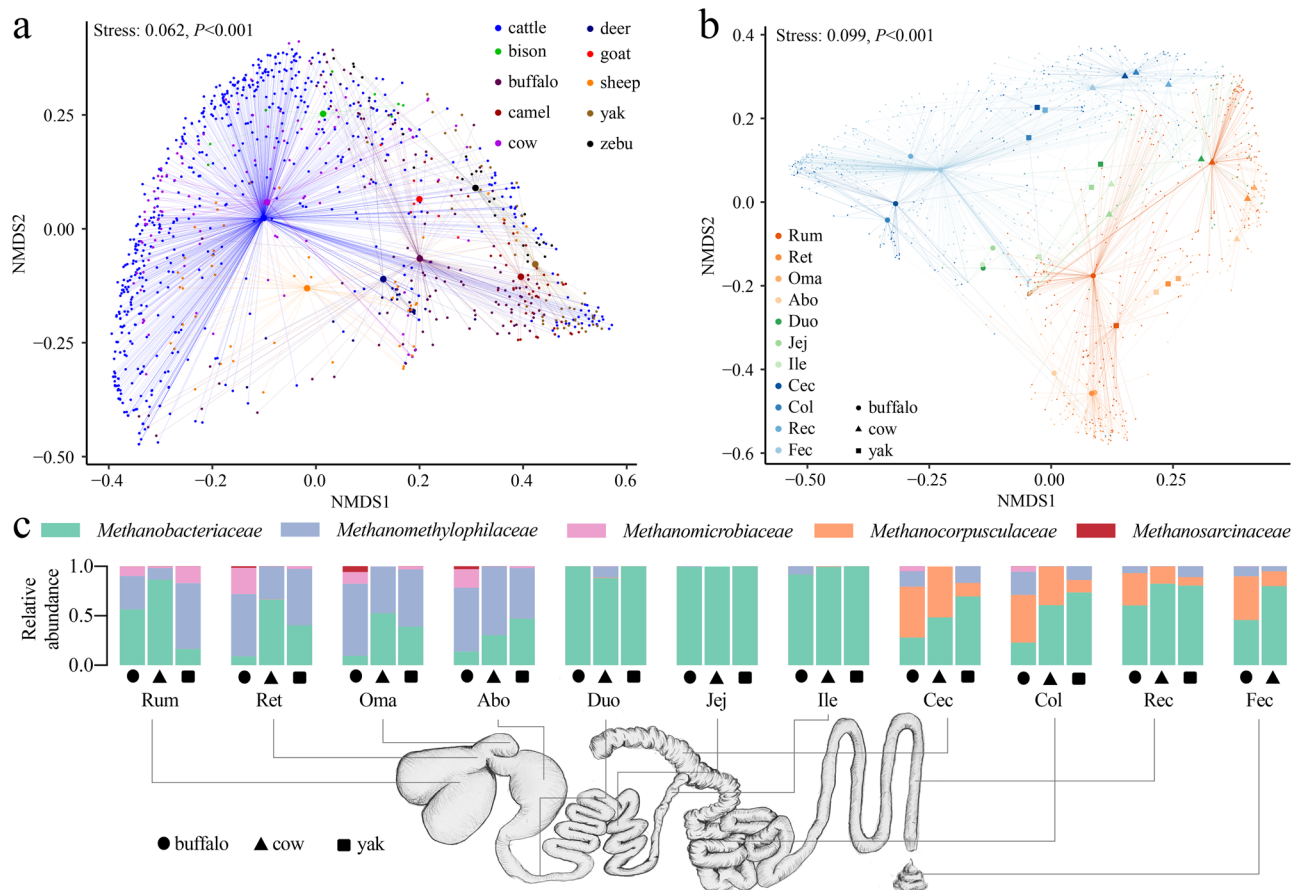 a
Stress: 0.062, P<0.001
cattle
bison
buffalo
camel
cow
deer
goat
sheep
yak
zebu
NMDS2
0.25
0.00
−0.25
−0.50
−0.4
−0.2
0.0
0.2
0.4
0.6
NMDS1
b
Stress: 0.099, P<0.001
NMDS2
0.4
0.2
0.0
−0.2
−0.4
−0.6
Rum
Ret
Oma
Abo
Duo
Jej
Ile
Cec
Col
Rec
Fec
buffalo
cow
yak
−0.50
−0.25
0.00
0.25
NMDS1
c
Methanobacteriaceae Methanomethylophilaceae Methanomicrobiaceae Methanocorpusculaceae Methanosarcinaceae
Relative
abundance
1.0
0.5
0.0
Rum Ret Oma Abo Duo Jej Ile Cec Col Rec Fec
buffalo cow yak